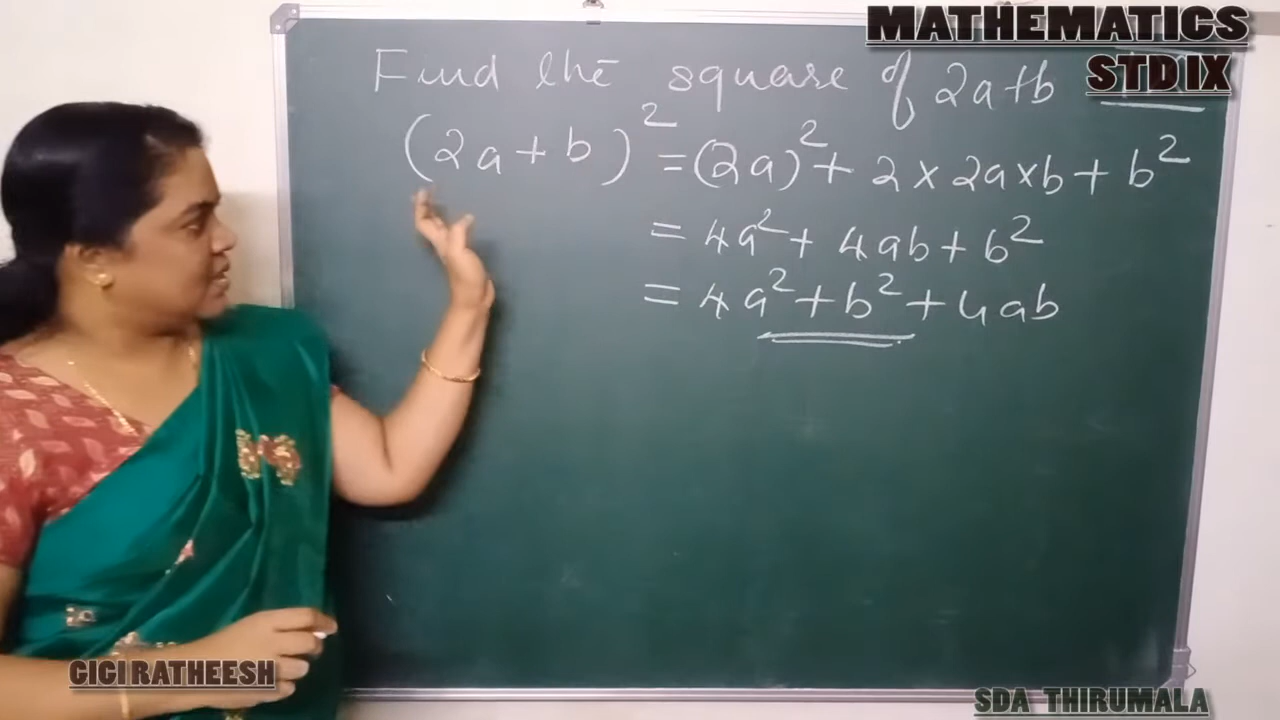 MATHEMATICS
STD IX
Find the square of 2a+b
(2a+b)² = (2a)² + 2×2a×b + b²
= 4a² + 4ab + b²
= 4a² + b² + 4ab
GIGI RATHEESH
SDA THIRUMALA